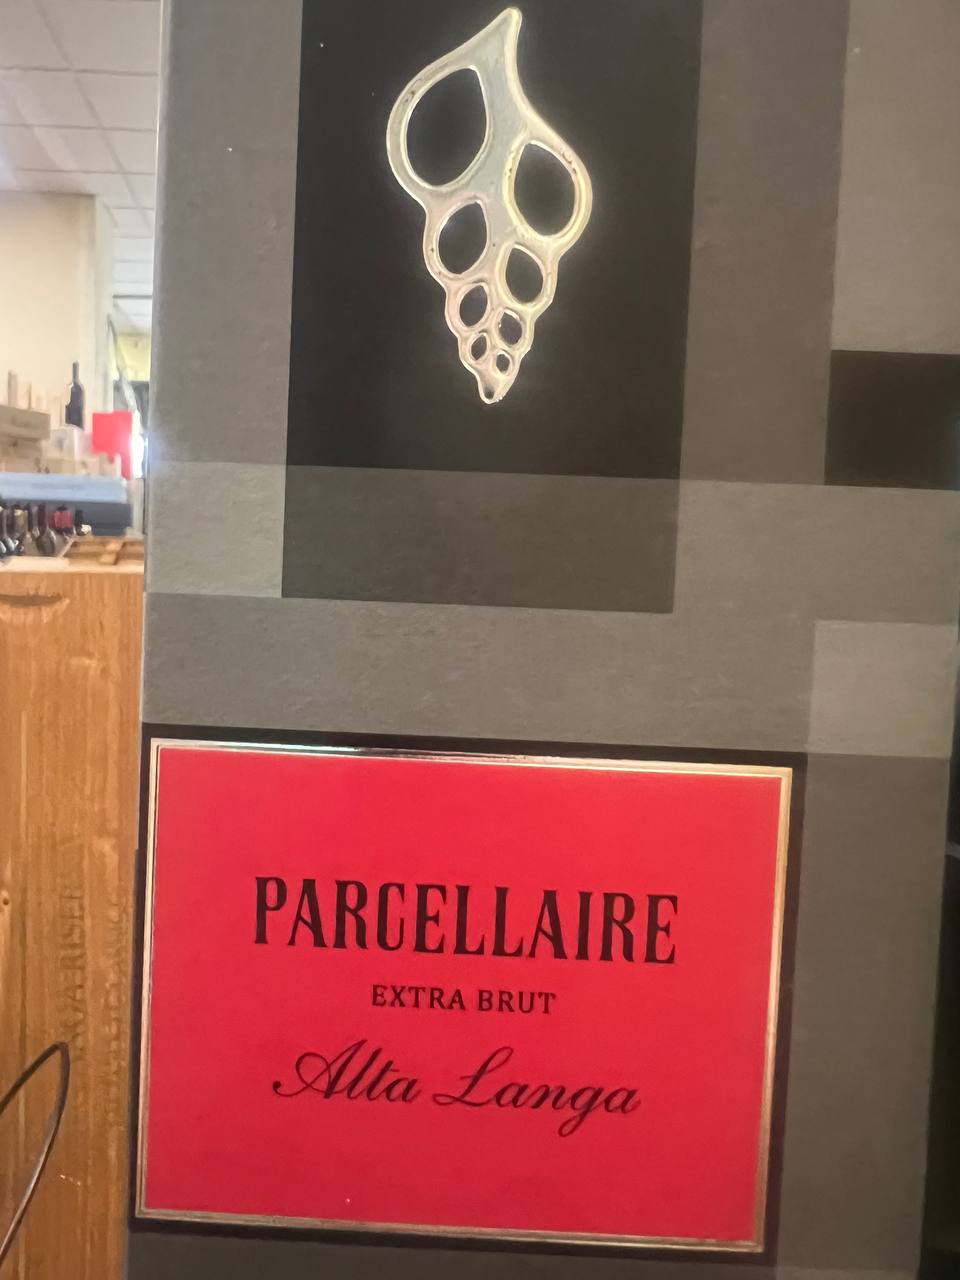 PARCELLAIRE
EXTRA BRUT
Alta Langa